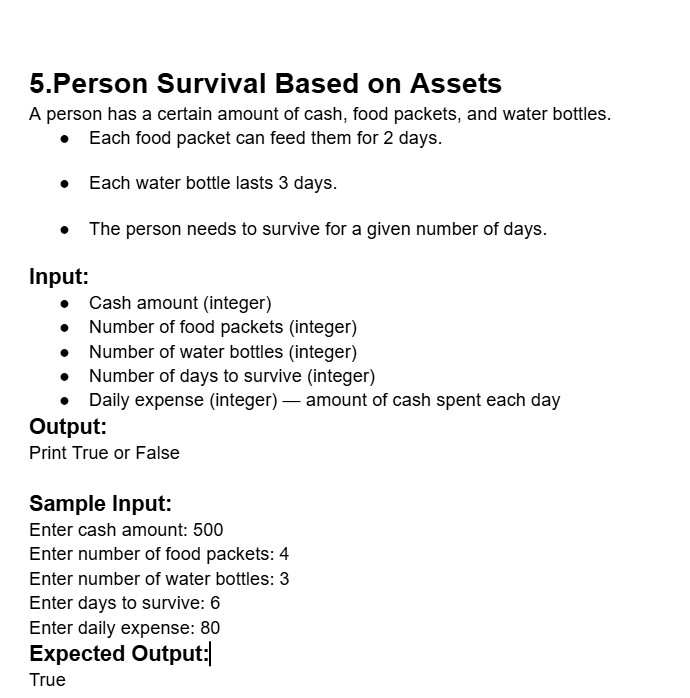 5.Person Survival Based on Assets
A person has a certain amount of cash, food packets, and water bottles.
● Each food packet can feed them for 2 days.
● Each water bottle lasts 3 days.
● The person needs to survive for a given number of days.
Input:
● Cash amount (integer)
● Number of food packets (integer)
● Number of water bottles (integer)
● Number of days to survive (integer)
● Daily expense (integer) — amount of cash spent each day
Output:
Print True or False
Sample Input:
Enter cash amount: 500
Enter number of food packets: 4
Enter number of water bottles: 3
Enter days to survive: 6
Enter daily expense: 80
Expected Output:
True